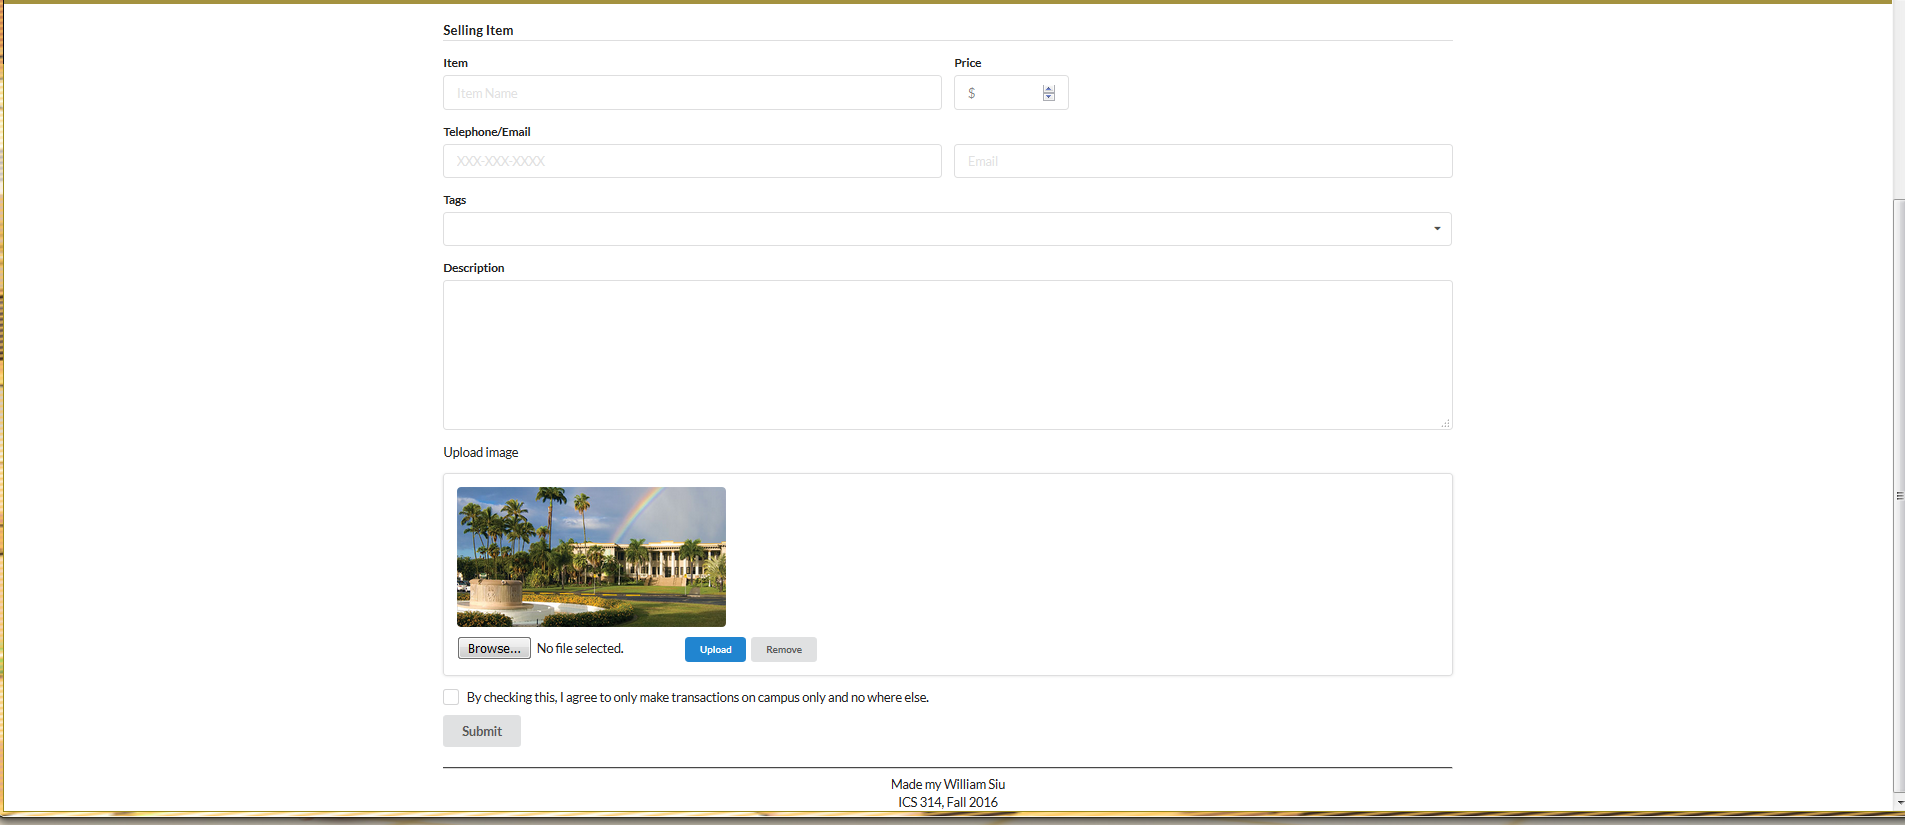 Selling Item
Item Price
Item Name $
Telephone/Email
XXX-XXX-XXXX Email
Tags
Description
Upload image
Browse... No file selected. Upload Remove
By checking this, I agree to only make transactions on campus only and no where else.
Submit
Made my William Siu
ICS 314, Fall 2016